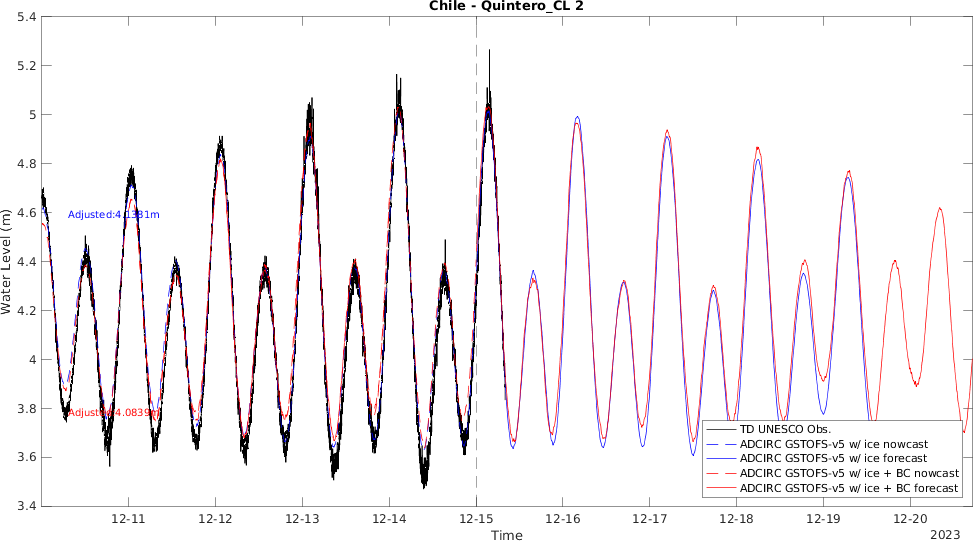 Chile - Quintero_CL 2
5.4
5.2
5
4.8
4.6
4.4
4.2
4
3.8
3.6
3.4
Water Level (m)
Adjusted:4.1381m
Adjusted:4.0839m
TD UNESCO Obs.
ADCIRC GSTOFS-v5 w/ ice nowcast
ADCIRC GSTOFS-v5 w/ ice forecast
ADCIRC GSTOFS-v5 w/ ice + BC nowcast
ADCIRC GSTOFS-v5 w/ ice + BC forecast
12-11 12-12 12-13 12-14 12-15 12-16 12-17 12-18 12-19 12-20
Time
2023